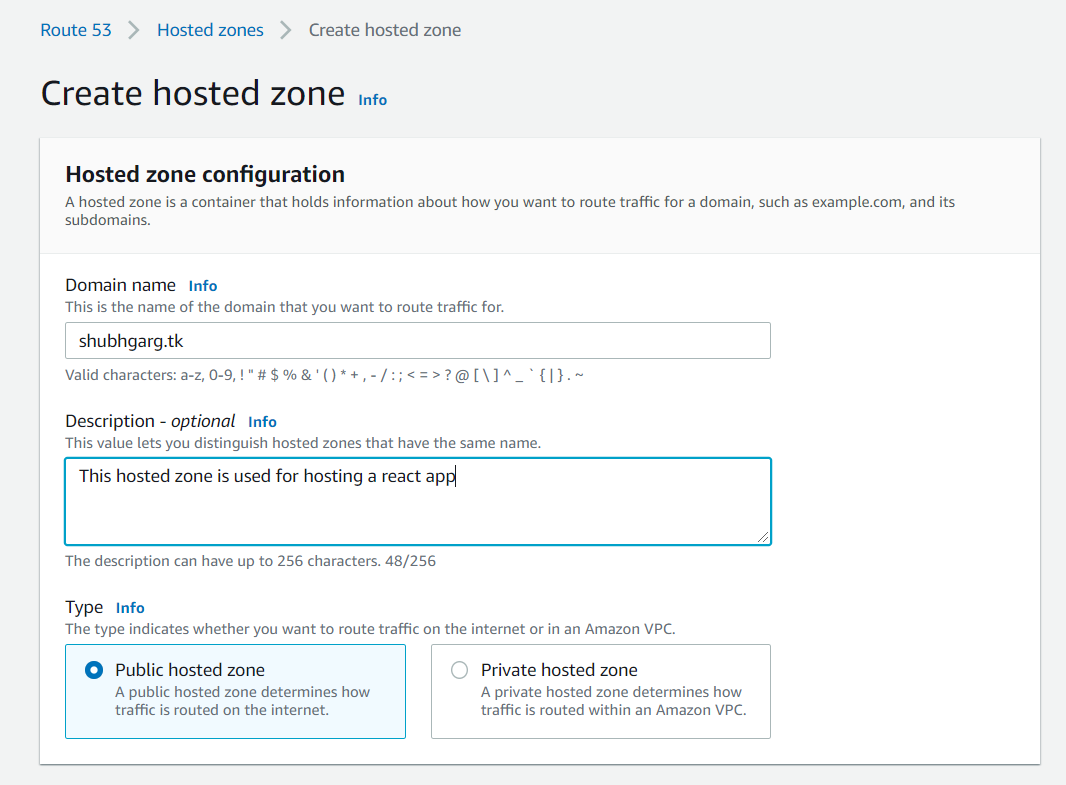 Route 53 > Hosted zones > Create hosted zone
Create hosted zone Info
Hosted zone configuration
A hosted zone is a container that holds information about how you want to route traffic for a domain, such as example.com, and its
subdomains.
Domain name Info
This is the name of the domain that you want to route traffic for.
shubhgarg.tk
Valid characters: a-z, 0-9, ! " # $ % & ' ( ) * + , - / : ; < = > ? @ [ \ ] ^ _ ` { | } . ~
Description - optional Info
This value lets you distinguish hosted zones that have the same name.
This hosted zone is used for hosting a react app
The description can have up to 256 characters. 48/256
Type Info
The type indicates whether you want to route traffic on the internet or in an Amazon VPC.
Public hosted zone
A public hosted zone determines how
traffic is routed on the internet.
Private hosted zone
A private hosted zone determines how
traffic is routed within an Amazon VPC.